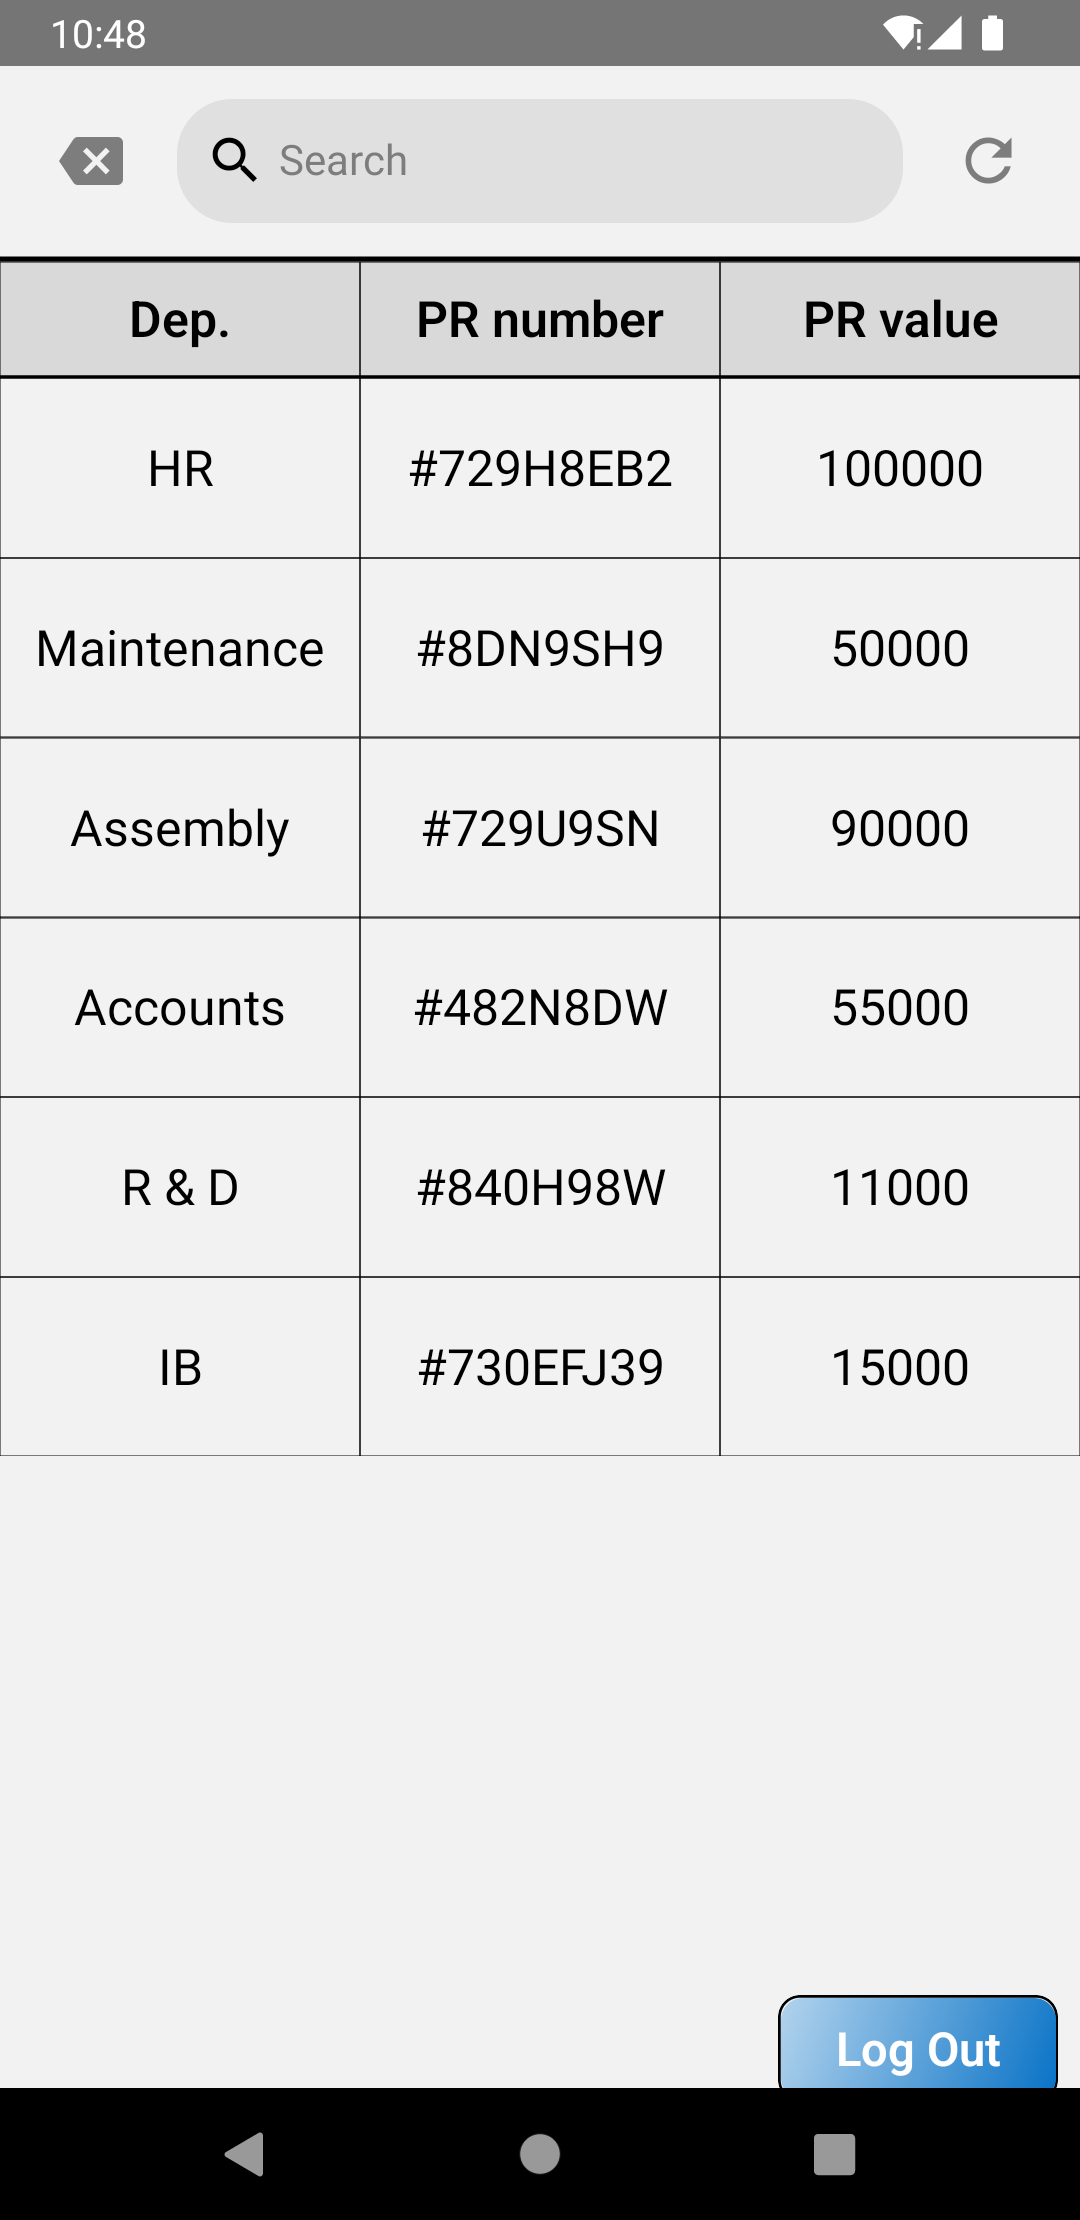 10:48
Search
Dep. PR number PR value
HR #729H8EB2 100000
Maintenance #8DN9SH9 50000
Assembly #729U9SN 90000
Accounts #482N8DW 55000
R & D #840H98W 11000
IB #730EFJ39 15000
Log Out